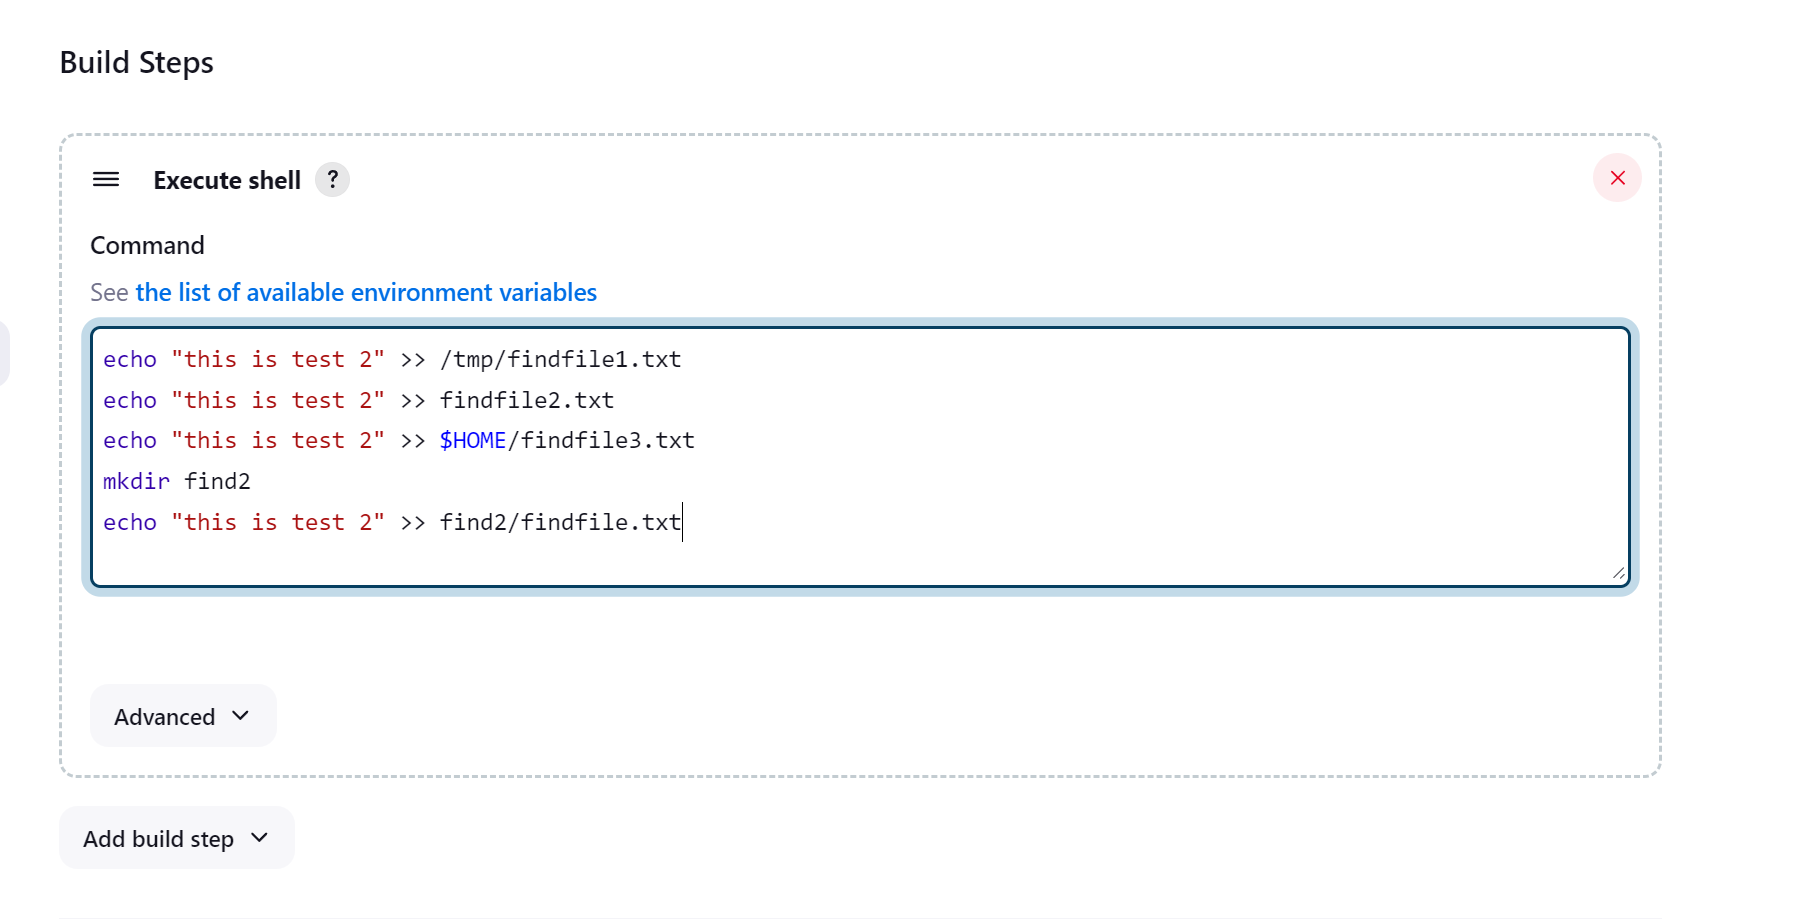 Build Steps
Execute shell ?
Command
See the list of available environment variables
echo "this is test 2" >> /tmp/findfile1.txt
echo "this is test 2" >> findfile2.txt
echo "this is test 2" >> $HOME/findfile3.txt
mkdir find2
echo "this is test 2" >> find2/findfile.txt
Advanced
Add build step